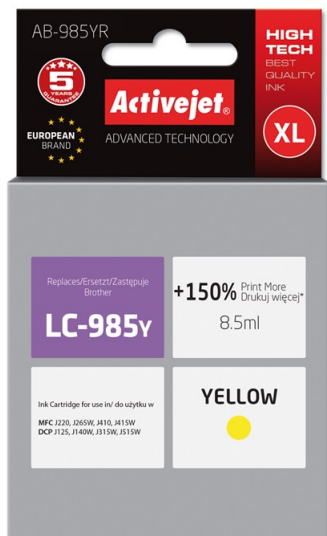 AB-985YR
HIGH
TECH
BEST
QUALITY
INK
5
YEARS
GUARANTEE
Activejet®
EUROPEAN
BRAND
ADVANCED TECHNOLOGY
XL
Replaces/Ersetzt/Zastępuje
Brother
LC-985Y
+150% Print More
Drukuj więcej*
8.5ml
Ink Cartridge for use in/ do użytku w
MFC J220, J265W, J410, J415W
DCP J125, J140W, J315W, J515W
YELLOW